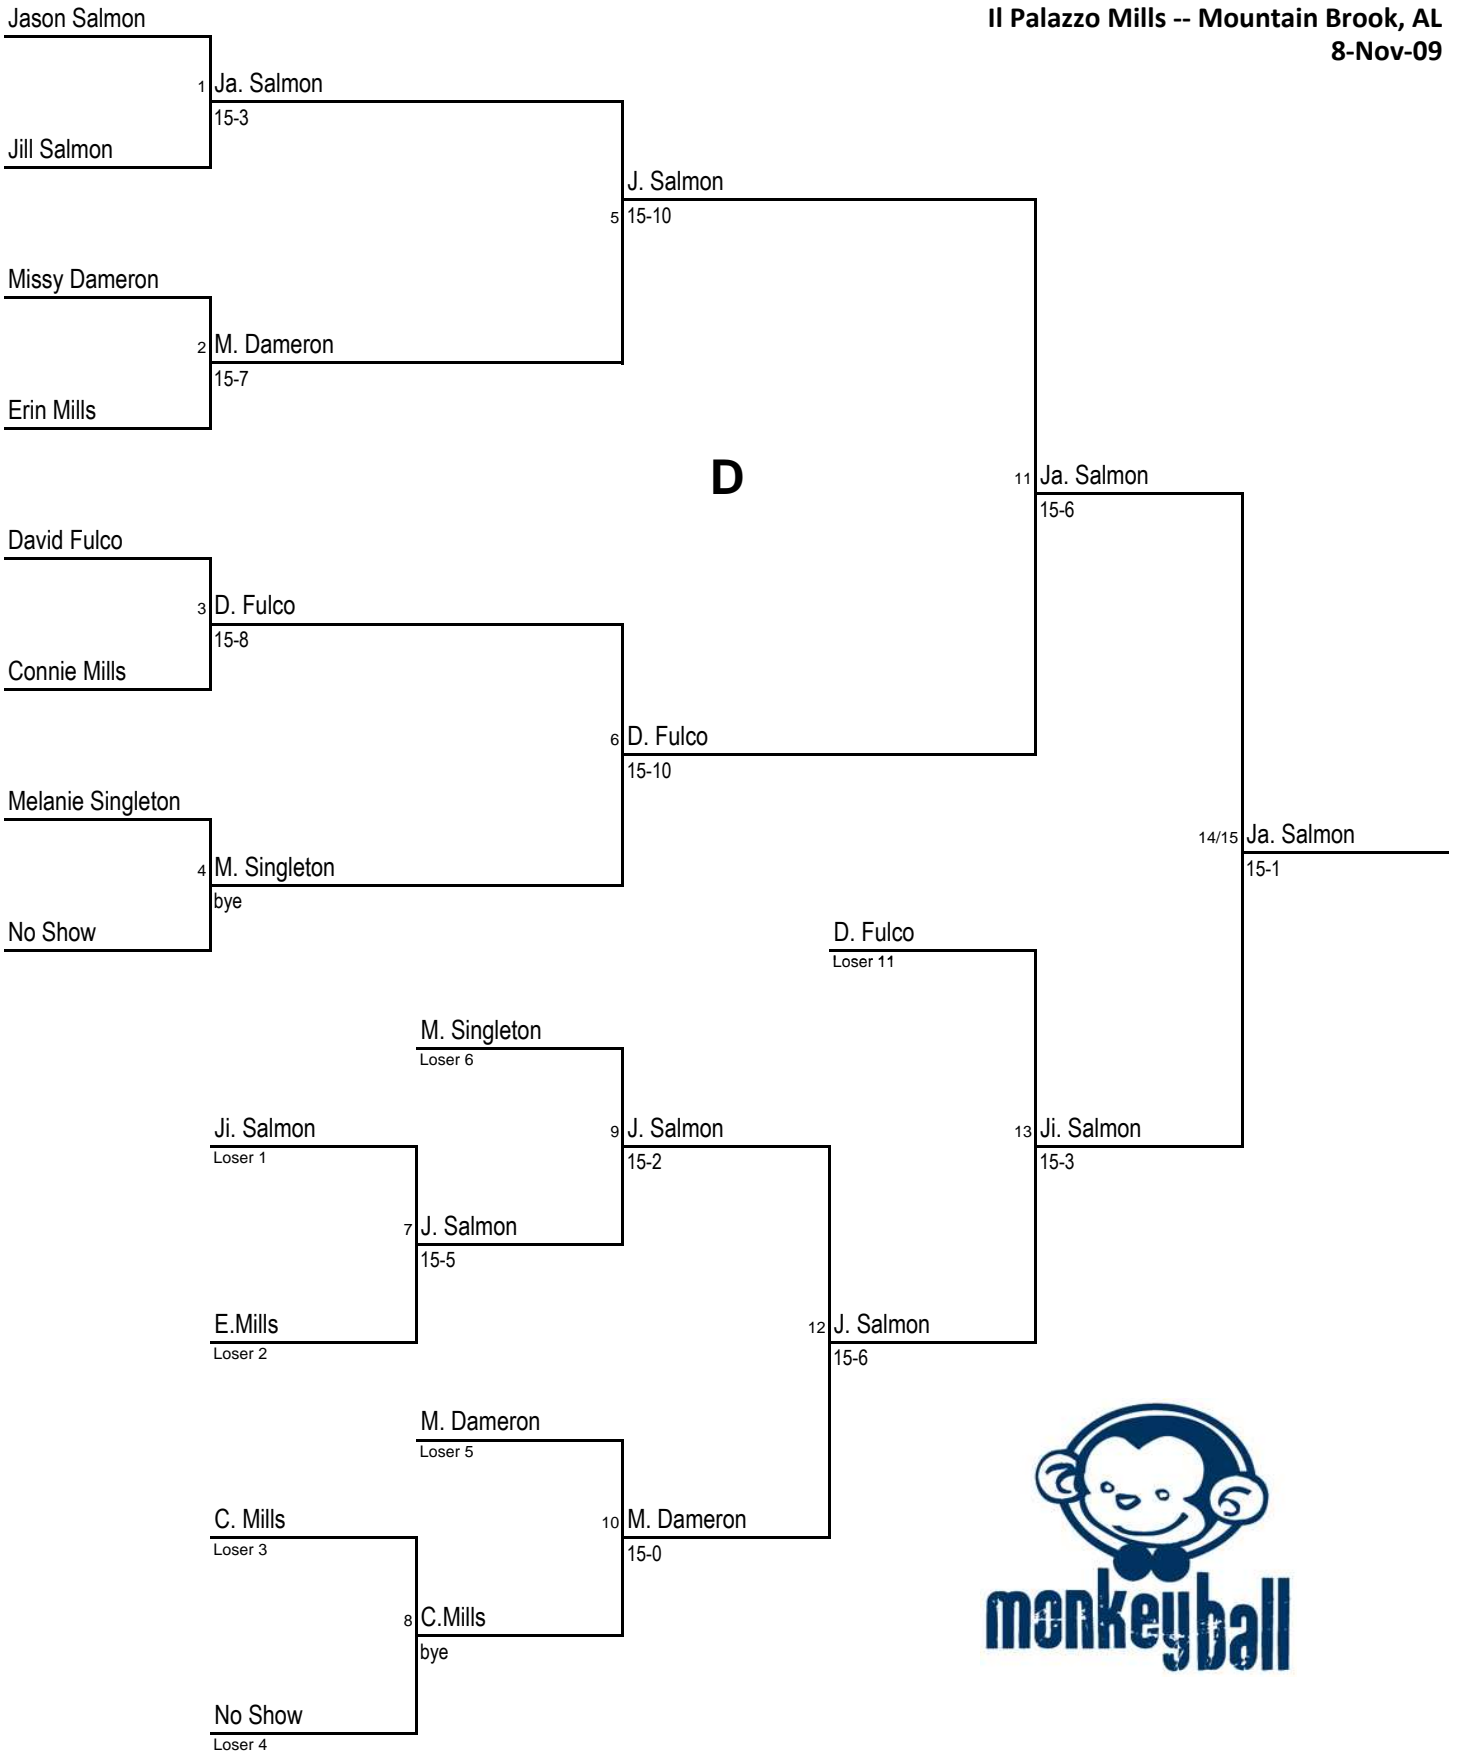 Jason Salmon
Il Palazzo Mills -- Mountain Brook, AL
8-Nov-09
1 Ja. Salmon
15-3
Jill Salmon
J. Salmon
5 15-10
Missy Dameron
2 M. Dameron
15-7
Erin Mills
D
11 Ja. Salmon
15-6
David Fulco
3 D. Fulco
15-8
Connie Mills
6 D. Fulco
15-10
Melanie Singleton
14/15 Ja. Salmon
15-1
4 M. Singleton
bye
No Show
D. Fulco
Loser 11
M. Singleton
Loser 6
Ji. Salmon
Loser 1
9 J. Salmon
15-2
13 Ji. Salmon
15-3
7 J. Salmon
15-5
E.Mills
Loser 2
12 J. Salmon
15-6
M. Dameron
Loser 5
C. Mills
Loser 3
10 M. Dameron
15-0
8 C.Mills
bye
No Show
Loser 4
monkeyball